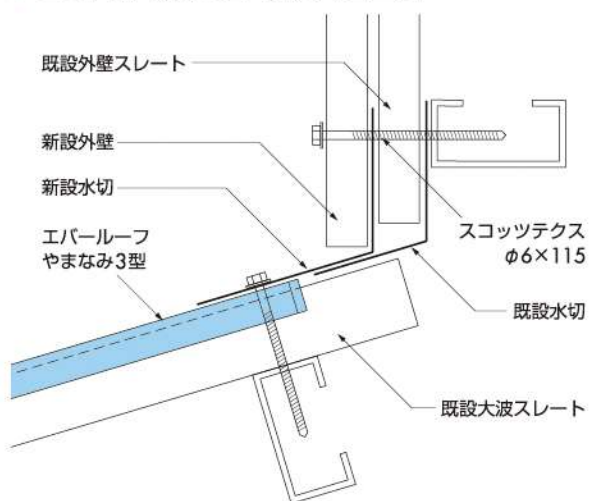 既設外壁スレート
新設外壁
新設水切
エバールーフ
やまなみ3型
スコッツテクス
φ6×115
既設水切
既設大波スレート